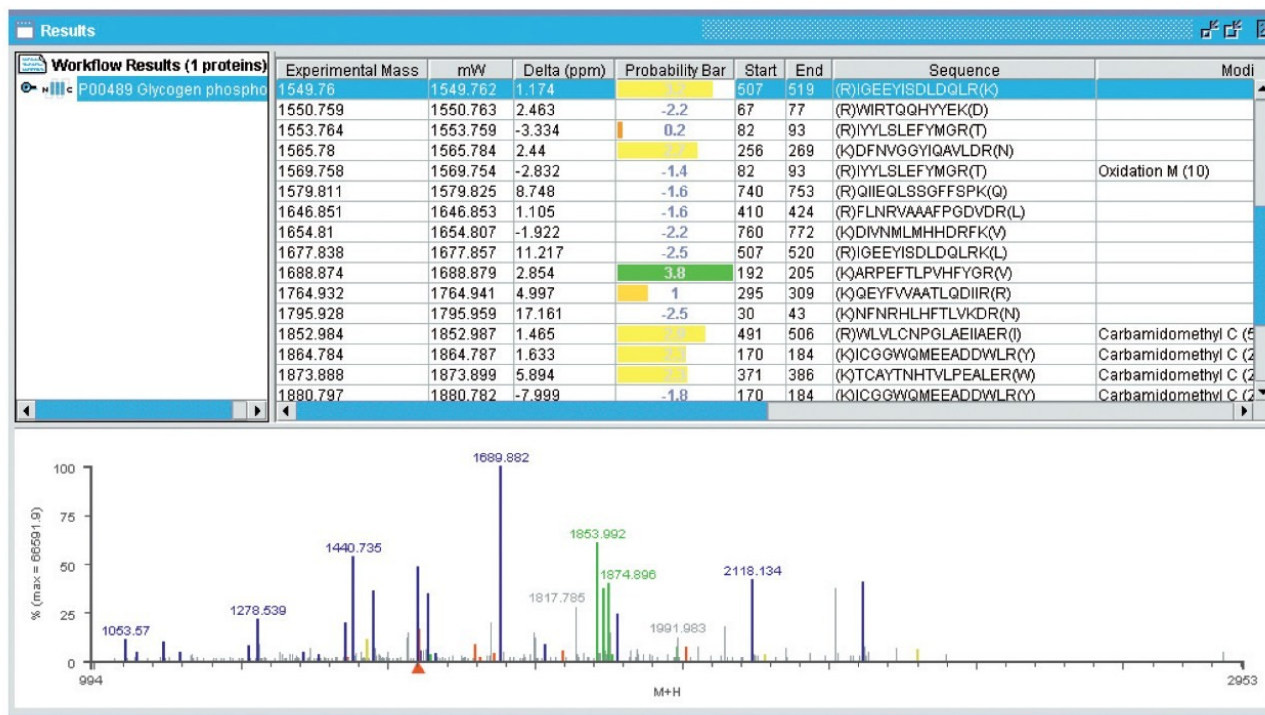 Results
Workflow Results (1 proteins)
N C P00489 Glycogen phospho
Experimental Mass mW Delta (ppm) Probability Bar Start End Sequence Modi
1549.76 1549.762 1.174 507 519 (R)IGEEYISDLDQLR(K)
1550.759 1550.763 2.463 -2.2 67 77 (R)WIRTQQHYYEK(D)
1553.764 1553.759 -3.334 0.2 82 93 (R)IYYLSLEFYMGR(T)
1565.78 1565.784 2.44 256 269 (K)DFNVGGYIQAVLDR(N)
1569.758 1569.754 -2.832 -1.4 82 93 (R)IYYLSLEFYMGR(T) Oxidation M (10)
1579.811 1579.825 8.748 -1.6 740 753 (R)QIIEQLSSGFFSPK(Q)
1646.851 1646.853 1.105 -1.6 410 424 (R)FLNRVAAAFPGDVDR(L)
1654.81 1654.807 -1.922 -2.2 760 772 (K)DIVNMLMHHDRFK(V)
1677.838 1677.857 11.217 -2.5 507 520 (R)IGEEYISDLDQLRK(L)
1688.874 1688.879 2.854 3.8 192 205 (K)ARPEFTLPVHFYGR(V)
1764.932 1764.941 4.997 1 295 309 (K)QEYFVVAATLQDIIR(R)
1795.928 1795.959 17.161 -2.5 30 43 (K)NFNRHLHFTLVKDR(N)
1852.984 1852.987 1.465 491 506 (R)WLVLCNPGLAEIIAER(I) Carbamidomethyl C (5
1864.784 1864.787 1.633 170 184 (K)ICGGWQMEEADDWLR(Y) Carbamidomethyl C (2
1873.888 1873.899 5.894 371 386 (K)TCAYTNHTVLPEALER(W) Carbamidomethyl C (2
1880.797 1880.782 -7.999 -1.8 170 184 (K)ICGGWQMEEADDWLR(Y) Carbamidomethyl C (2
% (max = 66591.9)
100
75
50
25
0
1053.57
1278.539
1440.735
1689.882
1817.785
1853.992
1874.896
1991.983
2118.134
994
2953
M+H